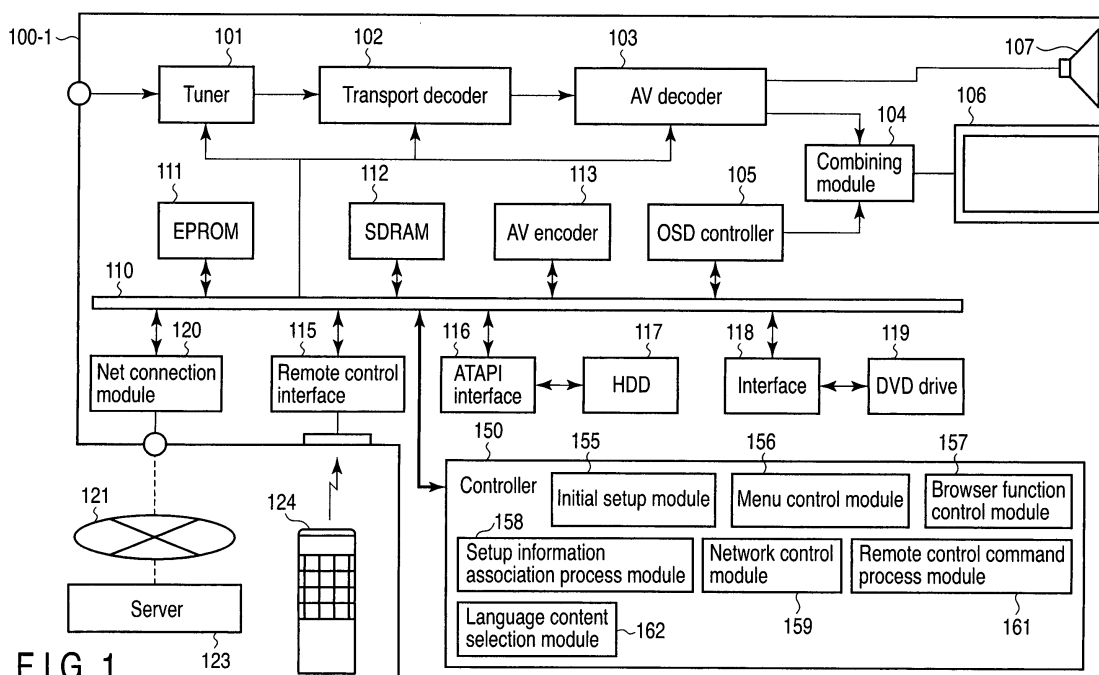 100-1
101
102
103
107
Tuner
Transport decoder
AV decoder
104
106
Combining
module
111
112
113
105
EPROM
SDRAM
AV encoder
OSD controller
110
120
115
116
117
118
119
Net connection
module
Remote control
interface
ATAPI
interface
HDD
Interface
DVD drive
150
155
156
157
Controller
Initial setup module
Menu control module
Browser function
control module
121
124
158
Setup information
association process module
Network control
module
Remote control command
process module
Server
Language content
selection module
162
159
161
123
FIG. 1